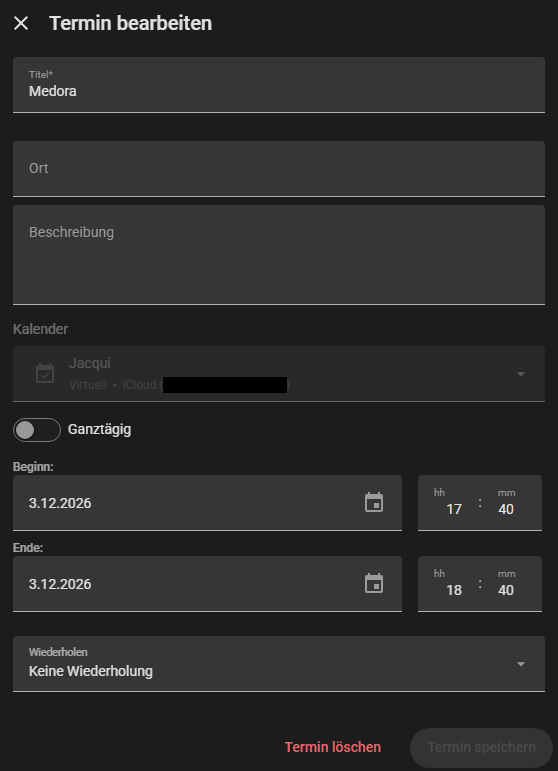 Termin bearbeiten
Titel*
Medora
Ort
Beschreibung
Kalender
Jacqui
Virtuell • iCloud ( )
Ganztägig
Beginn:
3.12.2026
hh
mm
17 : 40
Ende:
3.12.2026
hh
mm
18 : 40
Wiederholen
Keine Wiederholung
Termin löschen
Termin speichern